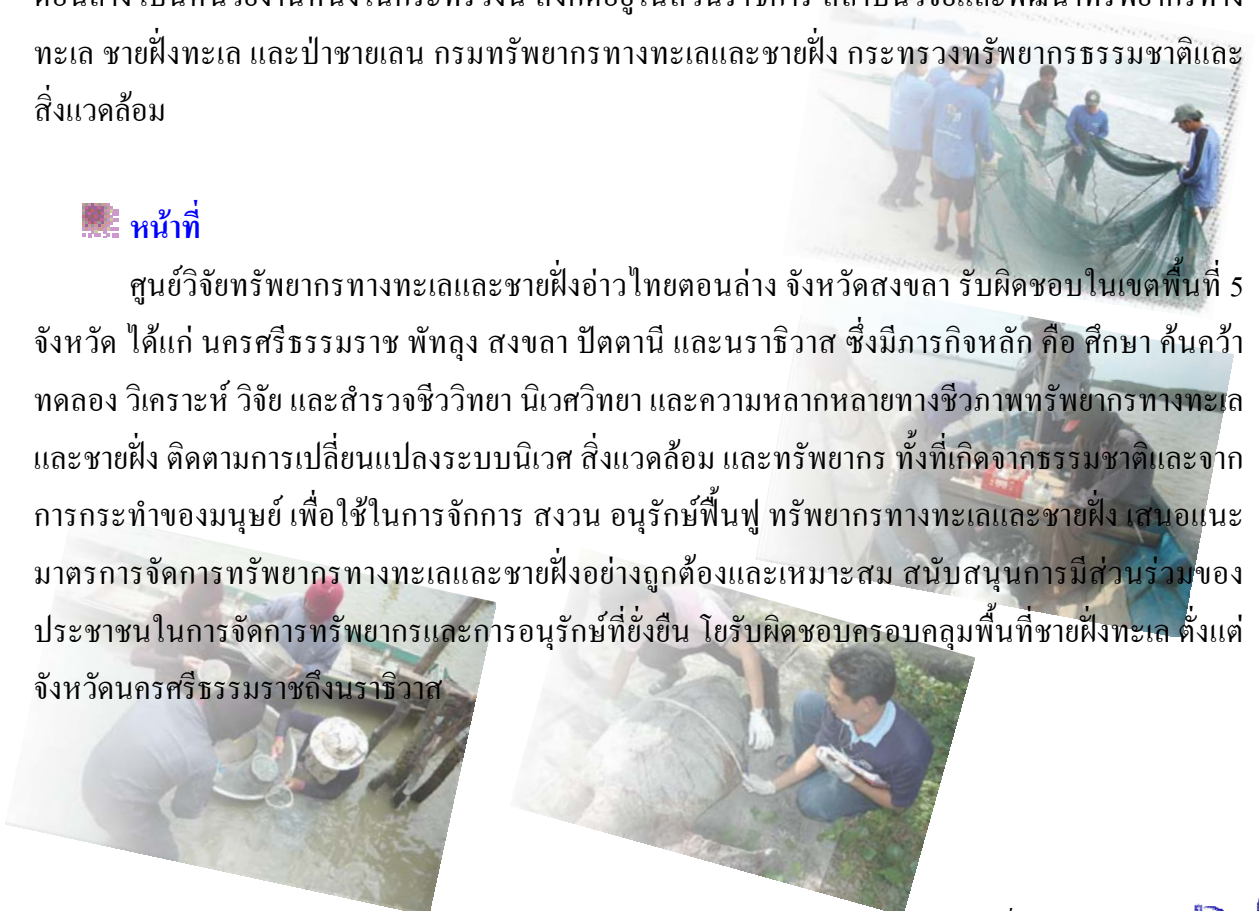 ทะเล ชายฝั่งทะเล และป่าชายเลน กรมทรัพยากรทางทะเลและชายฝั่ง กระทรวงทรัพยากรธรรมชาติและ
สิ่งแวดล้อม
หน้าที่
ศูนย์วิจัยทรัพยากรทางทะเลและชายฝั่งอ่าวไทยตอนล่าง จังหวัดสงขลา รับผิดชอบในเขตพื้นที่ 5
จังหวัด ได้แก่ นครศรีธรรมราช พัทลุง สงขลา ปัตตานี และนราธิวาส ซึ่งมีภารกิจหลัก คือ ศึกษา ค้นคว้า
ทดลอง วิเคราะห์ วิจัย และสำรวจชีววิทยา นิเวศวิทยา และความหลากหลายทางชีวภาพทรัพยากรทางทะเล
และชายฝั่ง ติดตามการเปลี่ยนแปลงระบบนิเวศ สิ่งแวดล้อม และทรัพยากร ทั้งที่เกิดจากธรรมชาติและจาก
การกระทำของมนุษย์ เพื่อใช้ในการจักการ สงวน อนุรักษ์ฟื้นฟู ทรัพยากรทางทะเลและชายฝั่ง เสนอแนะ
มาตรการจัดการทรัพยากรทางทะเลและชายฝั่งอย่างถูกต้องและเหมาะสม สนับสนุนการมีส่วนร่วมของ
ประชาชนในการจัดการทรัพยากรและการอนุรักษ์ที่ยั่งยืน โยรับผิดชอบครอบคลุมพื้นที่ชายฝั่งทะเล ตั้งแต่
จังหวัดนครศรีธรรมราชถึงนราธิวาส